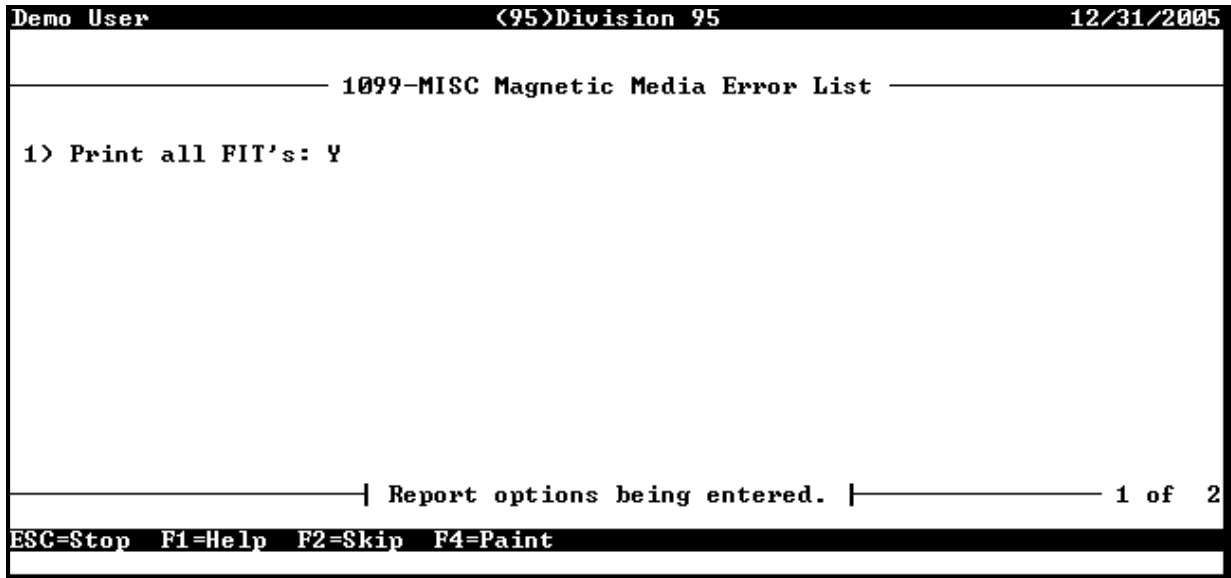 Demo User (95)Division 95 12/31/2005
1099-MISC Magnetic Media Error List
1) Print all FIT's: Y
Report options being entered. 1 of 2
ESC=Stop F1=Help F2=Skip F4=Paint